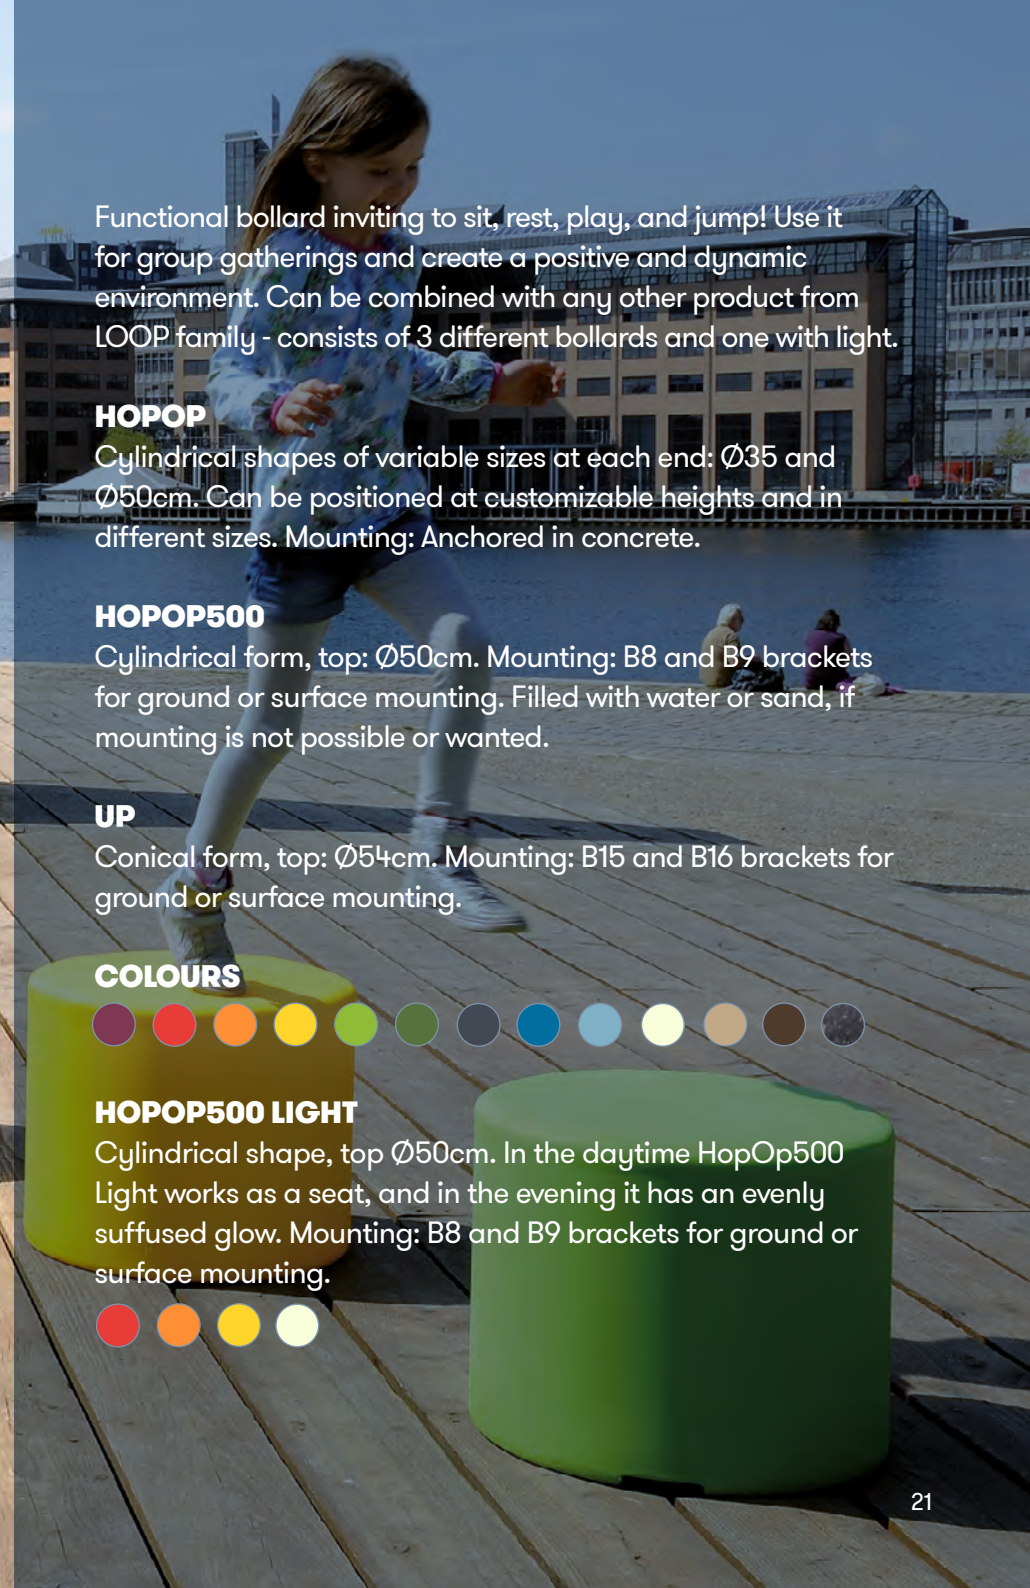 Functional bollard inviting to sit, rest, play, and jump! Use it
for group gatherings and create a positive and dynamic
environment. Can be combined with any other product from
LOOP family - consists of 3 different bollards and one with light.
HOPOP
Cylindrical shapes of variable sizes at each end: Ø35 and
Ø50cm. Can be positioned at customizable heights and in
different sizes. Mounting: Anchored in concrete.
HOPOP500
Cylindrical form, top: Ø50cm. Mounting: B8 and B9 brackets
for ground or surface mounting. Filled with water or sand, if
mounting is not possible or wanted.
UP
Conical form, top: Ø54cm. Mounting: B15 and B16 brackets for
ground or surface mounting.
COLOURS
HOPOP500 LIGHT
Cylindrical shape, top Ø50cm. In the daytime HopOp500
Light works as a seat, and in the evening it has an evenly
suffused glow. Mounting: B8 and B9 brackets for ground or
surface mounting.
21